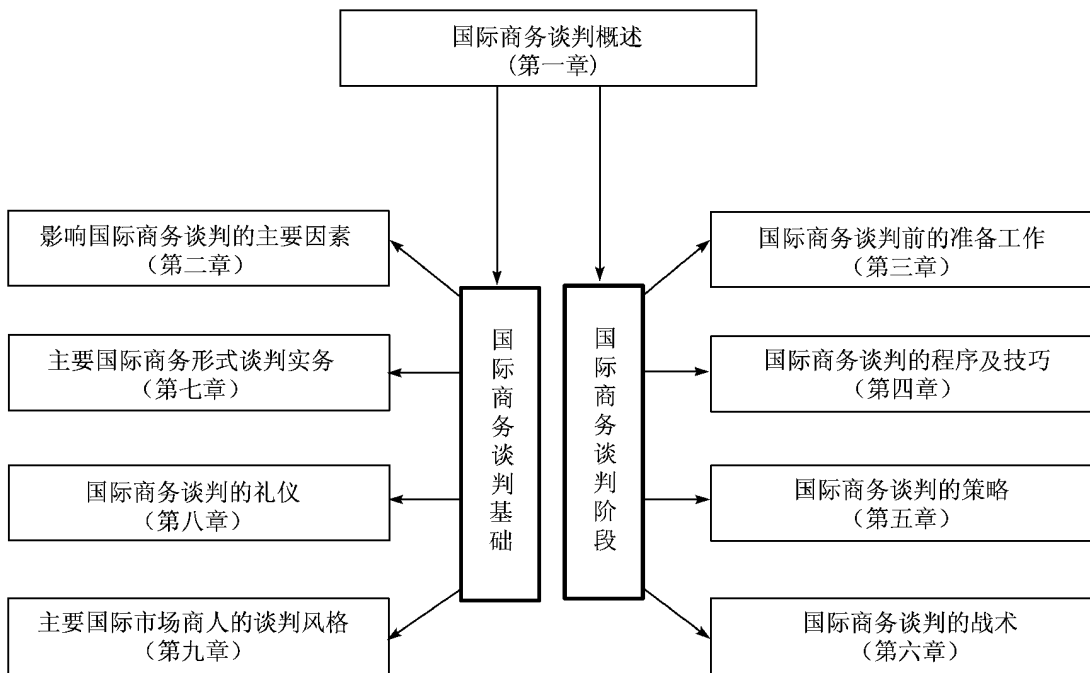 国际商务谈判概述
(第一章)
影响国际商务谈判的主要因素
(第二章)
主要国际商务形式谈判实务
(第七章)
国际商务谈判的礼仪
(第八章)
主要国际市场商人的谈判风格
(第九章)
国际商务谈判基础
国际商务谈判阶段
国际商务谈判前的准备工作
(第三章)
国际商务谈判的程序及技巧
(第四章)
国际商务谈判的策略
(第五章)
国际商务谈判的战术
(第六章)